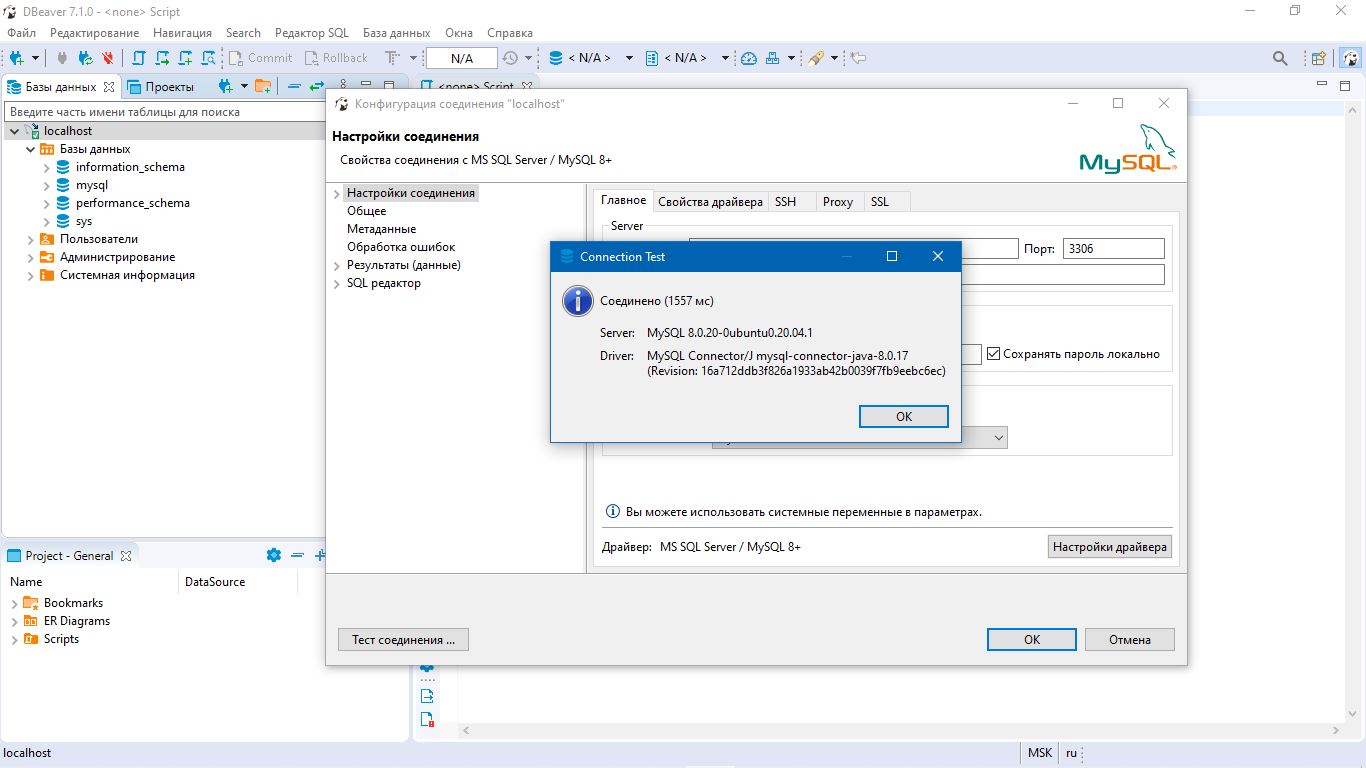 DBeaver 7.1.0 - <none> Script
Файл Редактирование Навигация Search Редактор SQL База данных Окна Справка
Commit Rollback N/A < N/A > < N/A >
Базы данных Проекты
<none> Script
Введите часть имени таблицы для поиска
localhost
Базы данных
information_schema
mysql
performance_schema
sys
Пользователи
Администрирование
Системная информация
Project - General
Name DataSource
Bookmarks
ER Diagrams
Scripts
Конфигурация соединения "localhost"
Настройки соединения
Свойства соединения с MS SQL Server / MySQL 8+
MySQL
Настройки соединения
Общее
Метаданные
Обработка ошибок
Результаты (данные)
SQL редактор
Главное Свойства драйвера SSH Proxy SSL
Server
Порт: 3306
Сохранять пароль локально
Connection Test
Соединено (1557 мс)
Server: MySQL 8.0.20-0ubuntu0.20.04.1
Driver: MySQL Connector/J mysql-connector-java-8.0.17
(Revision: 16a712ddb3f826a1933ab42b0039f7fb9eebc6ec)
OK
Вы можете использовать системные переменные в параметрах.
Драйвер: MS SQL Server / MySQL 8+ Настройки драйвера
Тест соединения ... OK Отмена
localhost MSK ru